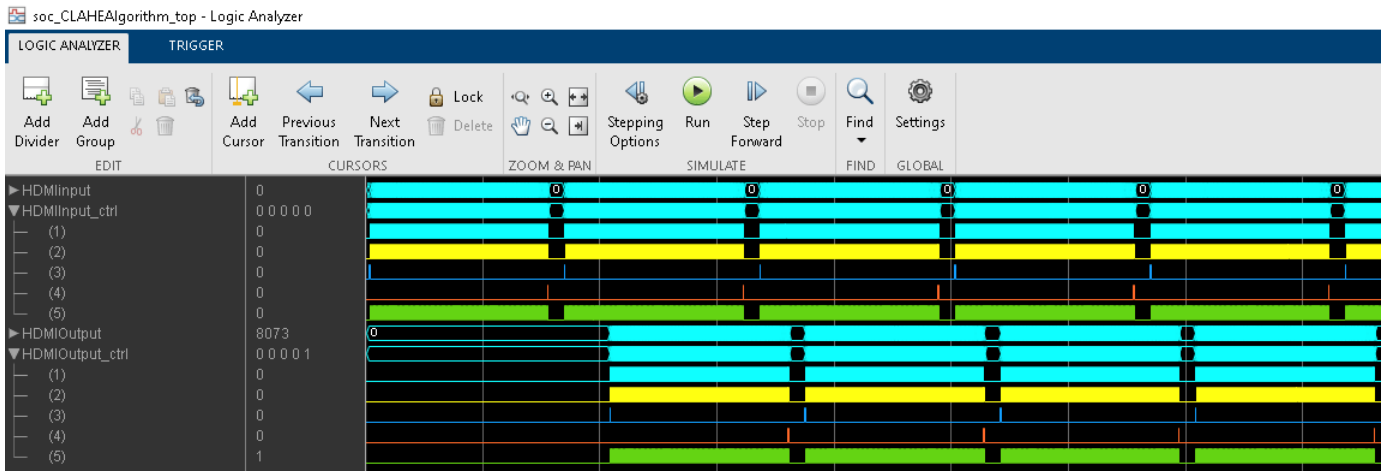 soc_CLAHEAlgorithm_top - Logic Analyzer
LOGIC ANALYZER TRIGGER
Add Divider
Add Group
Add Cursor
Previous Transition
Next Transition
Lock
Delete
Stepping Options
Run
Step Forward
Stop
Find
Settings
EDIT CURSORS ZOOM & PAN SIMULATE FIND GLOBAL
HDMIinput 0 0 0 0 0 0
HDMIInput_ctrl 0 0 0 0 0
(1) 0
(2) 0
(3) 0
(4) 0
(5) 0
HDMIOutput 8073 0
HDMIOutput_ctrl 0 0 0 0 1
(1) 0
(2) 0
(3) 0
(4) 0
(5) 1